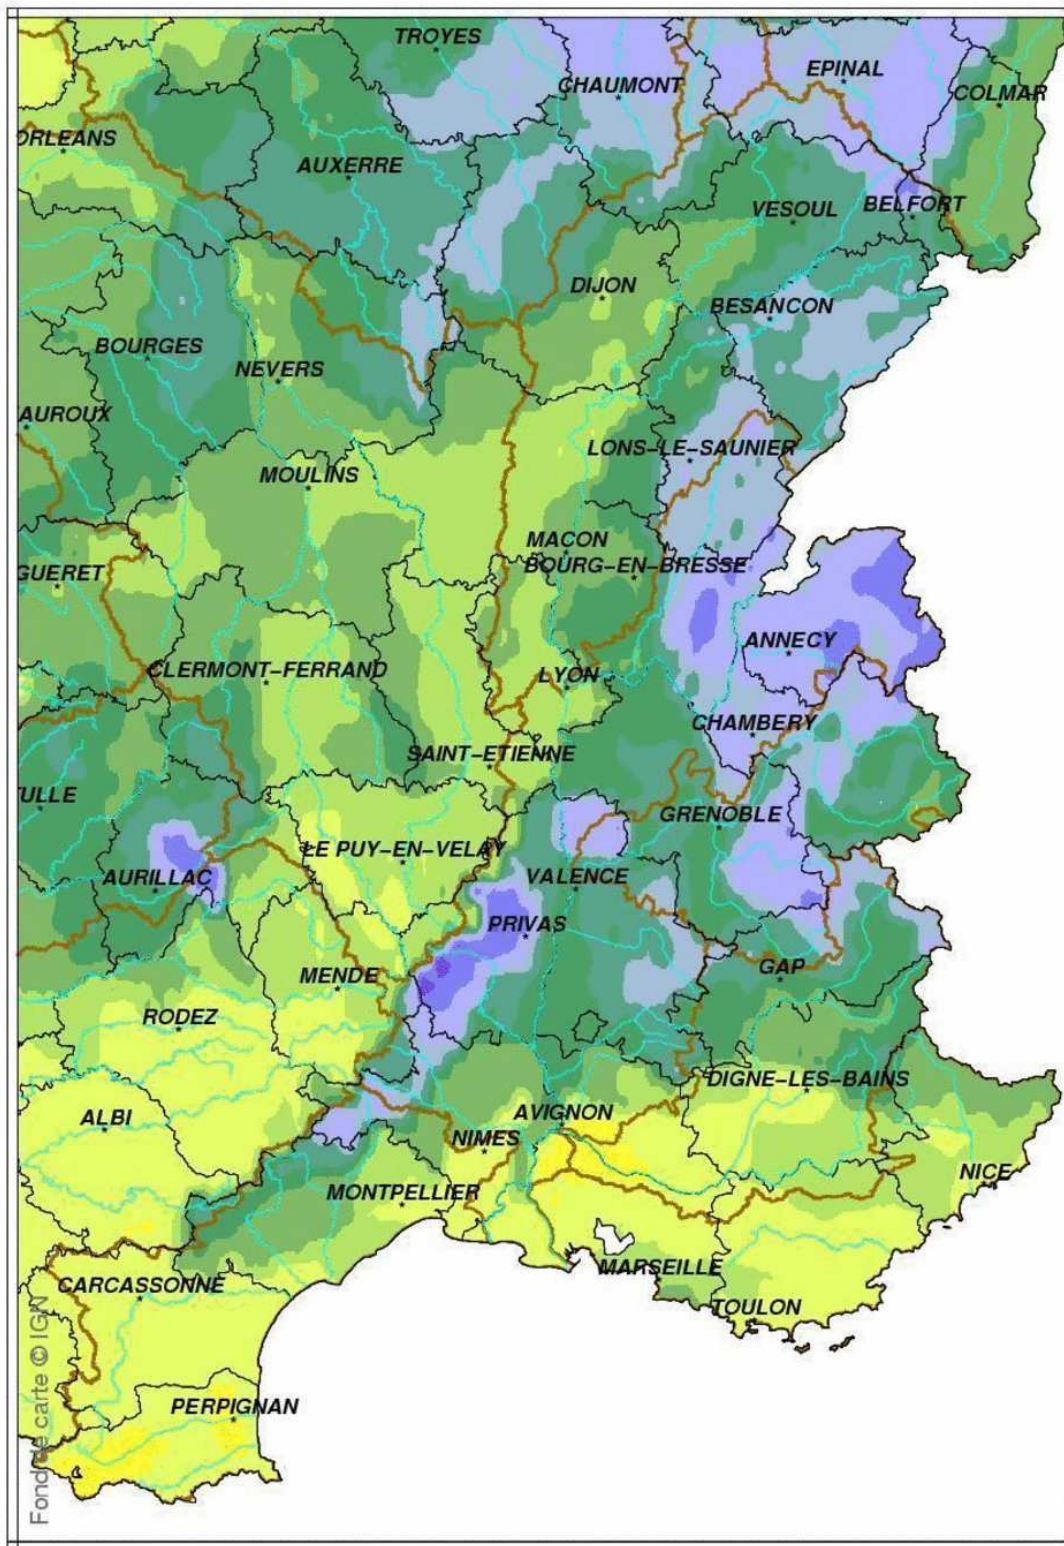 TROYES
EPINAL
CHAUMONT
COLMAR
ORLEANS
AUXERRE
VESOUL
BELFORT
DIJON
BESANCON
BOURGES
NEVERS
AUROUX
LONS-LE-SAUNIER
MOULINS
MACON
BOURG-EN-BRESSE
GUERET
ANNECY
CLERMONT-FERRAND
LYON
CHAMBERY
SAINT-ETIENNE
TULLE
GRENOBLE
LE PUY-EN-VELAY
AURILLAC
VALENCE
PRIVAS
GAP
MENDE
RODEZ
DIGNE-LES-BAINS
ALBI
AVIGNON
NIMES
NICE
MONTPELLIER
MARSEILLE
CARCASSONNE
TOULON
PERPIGNAN
Fond de carte © IGN